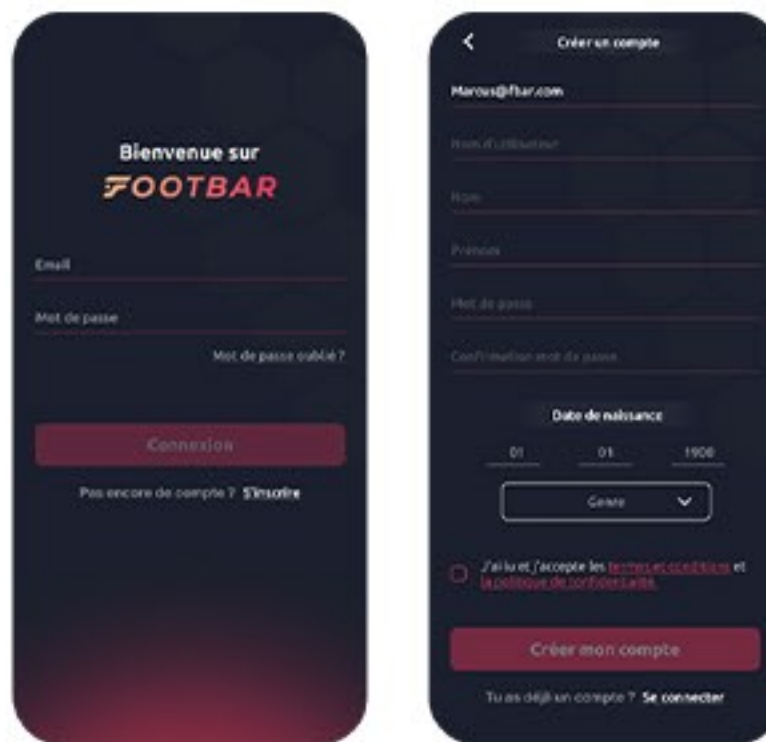 Bienvenue sur
FOOTBAR
Email
Mot de passe
Mot de passe oublié ?
Connexion
Pas encore de compte ? S'inscrire
Créer un compte
Marcus@fbar.com
Nom d'utilisateur
Nom
Prénom
Mot de passe
Confirmation mot de passe
Date de naissance
01 01 1900
Genre
J'ai lu et j'accepte les termes et conditions et
la politique de confidentialité.
Créer mon compte
Tu as déjà un compte ? Se connecter